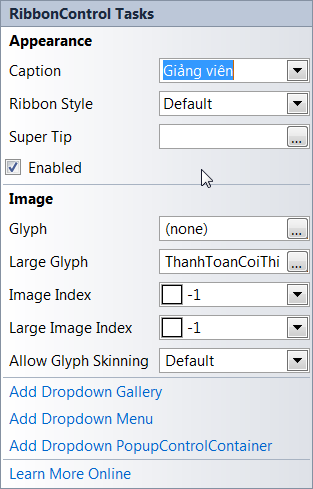 RibbonControl Tasks
Appearance
Caption Giảng viên
Ribbon Style Default
Super Tip ...
Enabled
Image
Glyph (none) ...
Large Glyph ThanhToanCoiThi ...
Image Index -1
Large Image Index -1
Allow Glyph Skinning Default
Add Dropdown Gallery
Add Dropdown Menu
Add Dropdown PopupControlContainer
Learn More Online